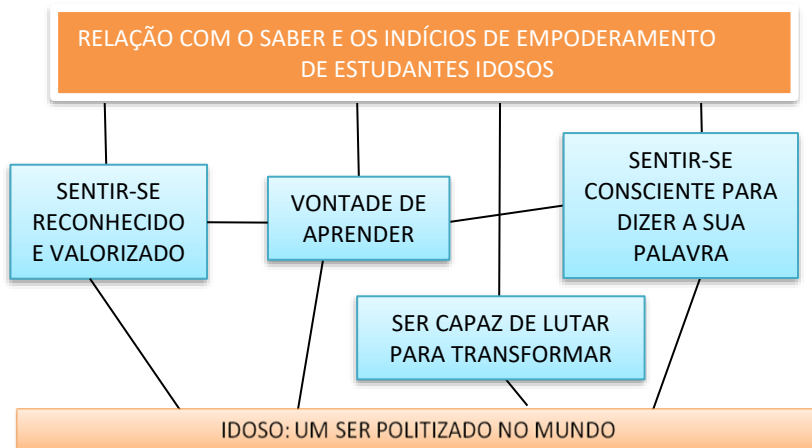 RELAÇÃO COM O SABER E OS INDÍCIOS DE EMPODERAMENTO
DE ESTUDANTES IDOSOS
SENTIR-SE
RECONHECIDO
E VALORIZADO
VONTADE DE
APRENDER
SENTIR-SE
CONSCIENTE PARA
DIZER A SUA
PALAVRA
SER CAPAZ DE LUTAR
PARA TRANSFORMAR
IDOSO: UM SER POLITIZADO NO MUNDO